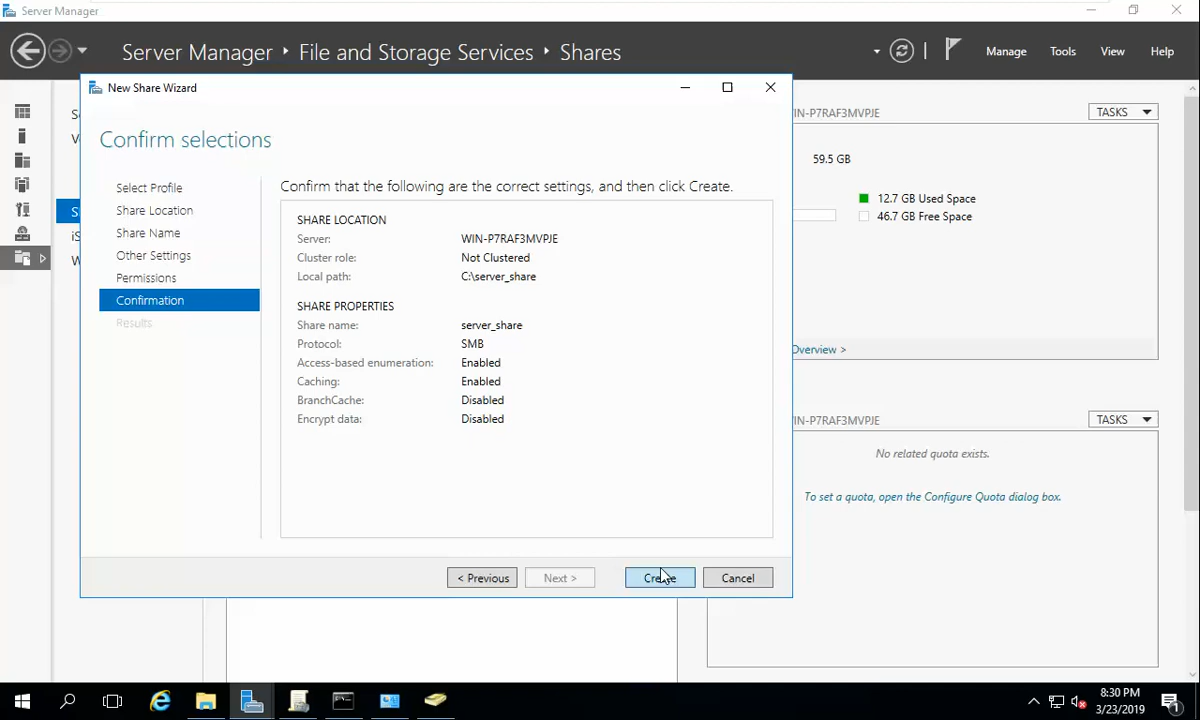 Server Manager
Server Manager ‣ File and Storage Services ‣ Shares
Manage Tools View Help
New Share Wizard
IN-P7RAF3MVPJE
TASKS
Confirm selections
59.5 GB
12.7 GB Used Space
46.7 GB Free Space
Select Profile
Share Location
Share Name
Other Settings
Permissions
Confirmation
Results
Confirm that the following are the correct settings, and then click Create.
SHARE LOCATION
Server: WIN-P7RAF3MVPJE
Cluster role: Not Clustered
Local path: C:\server_share
SHARE PROPERTIES
Share name: server_share
Protocol: SMB
Access-based enumeration: Enabled
Caching: Enabled
BranchCache: Disabled
Encrypt data: Disabled
Overview >
IN-P7RAF3MVPJE
TASKS
No related quota exists.
To set a quota, open the Configure Quota dialog box.
< Previous
Next >
Create
Cancel
8:30 PM
3/23/2019
1